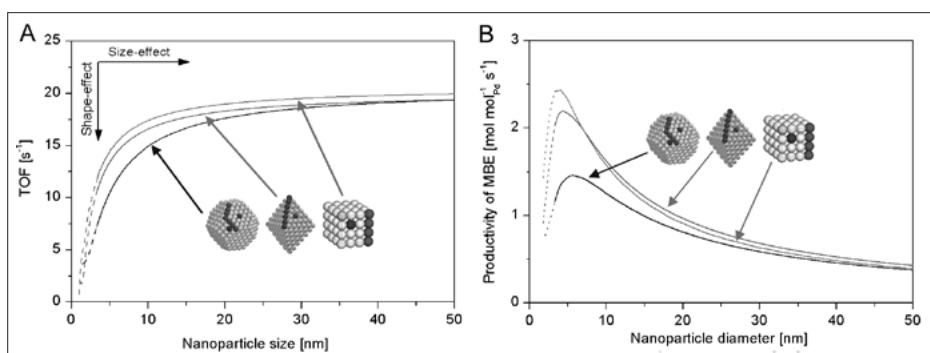 A
25
20
15
10
5
0
TOF [s⁻¹]
Size-effect
Shape-effect
0 10 20 30 40 50
Nanoparticle size [nm]
B
3
2
1
0
Productivity of MBE [mol mol⁻¹Pd s⁻¹]
0 10 20 30 40 50
Nanoparticle diameter [nm]